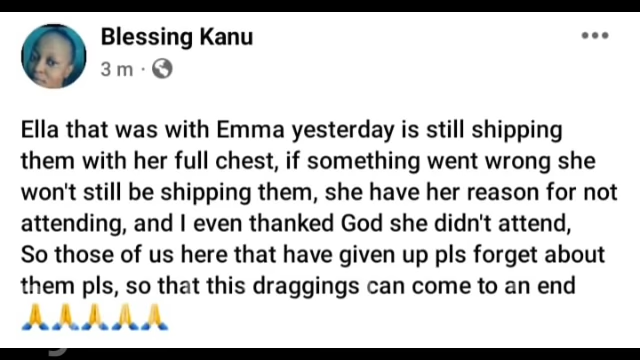 Blessing Kanu
3 m ·
Ella that was with Emma yesterday is still shipping
them with her full chest, if something went wrong she
won't still be shipping them, she have her reason for not
attending, and I even thanked God she didn't attend,
So those of us here that have given up pls forget about
them pls, so that this draggings can come to an end
🙏🙏🙏🙏🙏